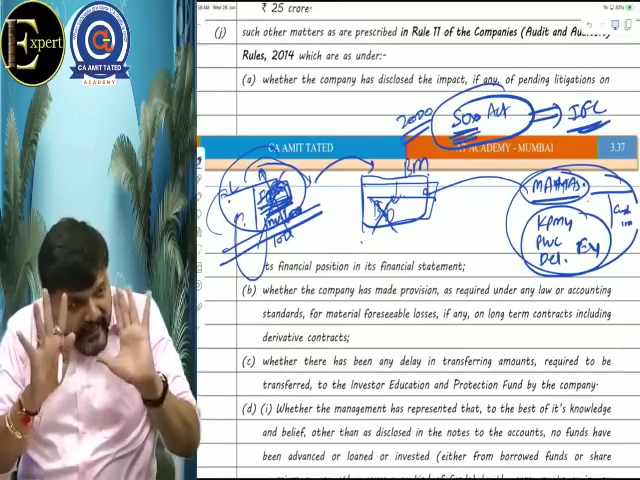 Expert
CA AMIT TATED
ACADEMY
Wed 26 Jun
₹ 25 crore.
(j) such other matters as are prescribed in Rule 11 of the Companies (Audit and
Rules, 2014 which are as under:-
(a) whether the company has disclosed the impact, if any, of pending litigations on
2000 Act IFC
CA AMIT TATED ACADEMY - MUMBAI 3.37
BM
KPMG
PWC
Del. EY
its financial position in its financial statement;
(b) whether the company has made provision, as required under any law or accounting
standards, for material foreseeable losses, if any, on long term contracts including
derivative contracts;
(c) whether there has been any delay in transferring amounts, required to be
transferred, to the Investor Education and Protection Fund by the company.
(d) (i) Whether the management has represented that, to the best of it's knowledge
and belief, other than as disclosed in the notes to the accounts, no funds have
been advanced or loaned or invested (either from borrowed funds or share